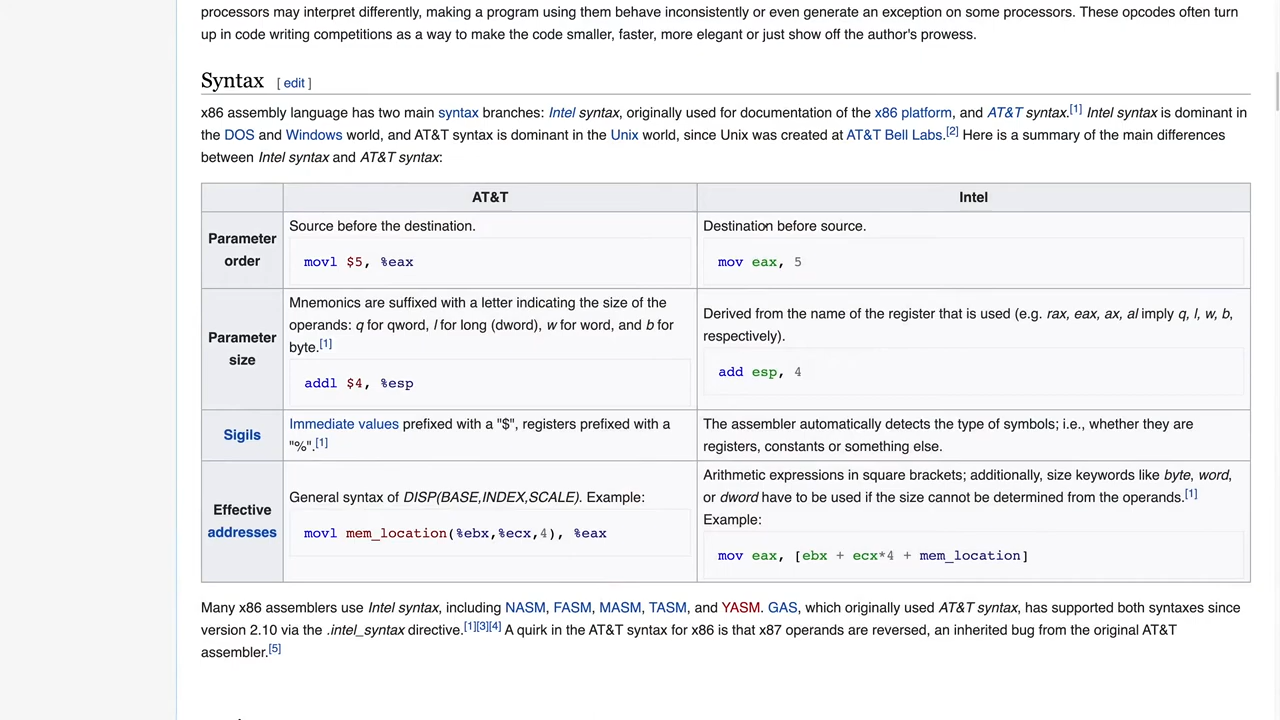 processors may interpret differently, making a program using them behave inconsistently or even generate an exception on some processors. These opcodes often turn
up in code writing competitions as a way to make the code smaller, faster, more elegant or just show off the author's prowess.
Syntax [ edit ]
x86 assembly language has two main syntax branches: Intel syntax, originally used for documentation of the x86 platform, and AT&T syntax.[1] Intel syntax is dominant in
the DOS and Windows world, and AT&T syntax is dominant in the Unix world, since Unix was created at AT&T Bell Labs.[2] Here is a summary of the main differences
between Intel syntax and AT&T syntax:
AT&T
Intel
Parameter
order
Source before the destination.
movl $5, %eax
Destination before source.
mov eax, 5
Parameter
size
Mnemonics are suffixed with a letter indicating the size of the
operands: q for qword, l for long (dword), w for word, and b for
byte.[1]
addl $4, %esp
Derived from the name of the register that is used (e.g. rax, eax, ax, al imply q, l, w, b,
respectively).
add esp, 4
Sigils
Immediate values prefixed with a "$", registers prefixed with a
"%".[1]
The assembler automatically detects the type of symbols; i.e., whether they are
registers, constants or something else.
Effective
addresses
General syntax of DISP(BASE,INDEX,SCALE). Example:
movl mem_location(%ebx,%ecx,4), %eax
Arithmetic expressions in square brackets; additionally, size keywords like byte, word,
or dword have to be used if the size cannot be determined from the operands.[1]
Example:
mov eax, [ebx + ecx*4 + mem_location]
Many x86 assemblers use Intel syntax, including NASM, FASM, MASM, TASM, and YASM. GAS, which originally used AT&T syntax, has supported both syntaxes since
version 2.10 via the .intel_syntax directive.[1][3][4] A quirk in the AT&T syntax for x86 is that x87 operands are reversed, an inherited bug from the original AT&T
assembler.[5]